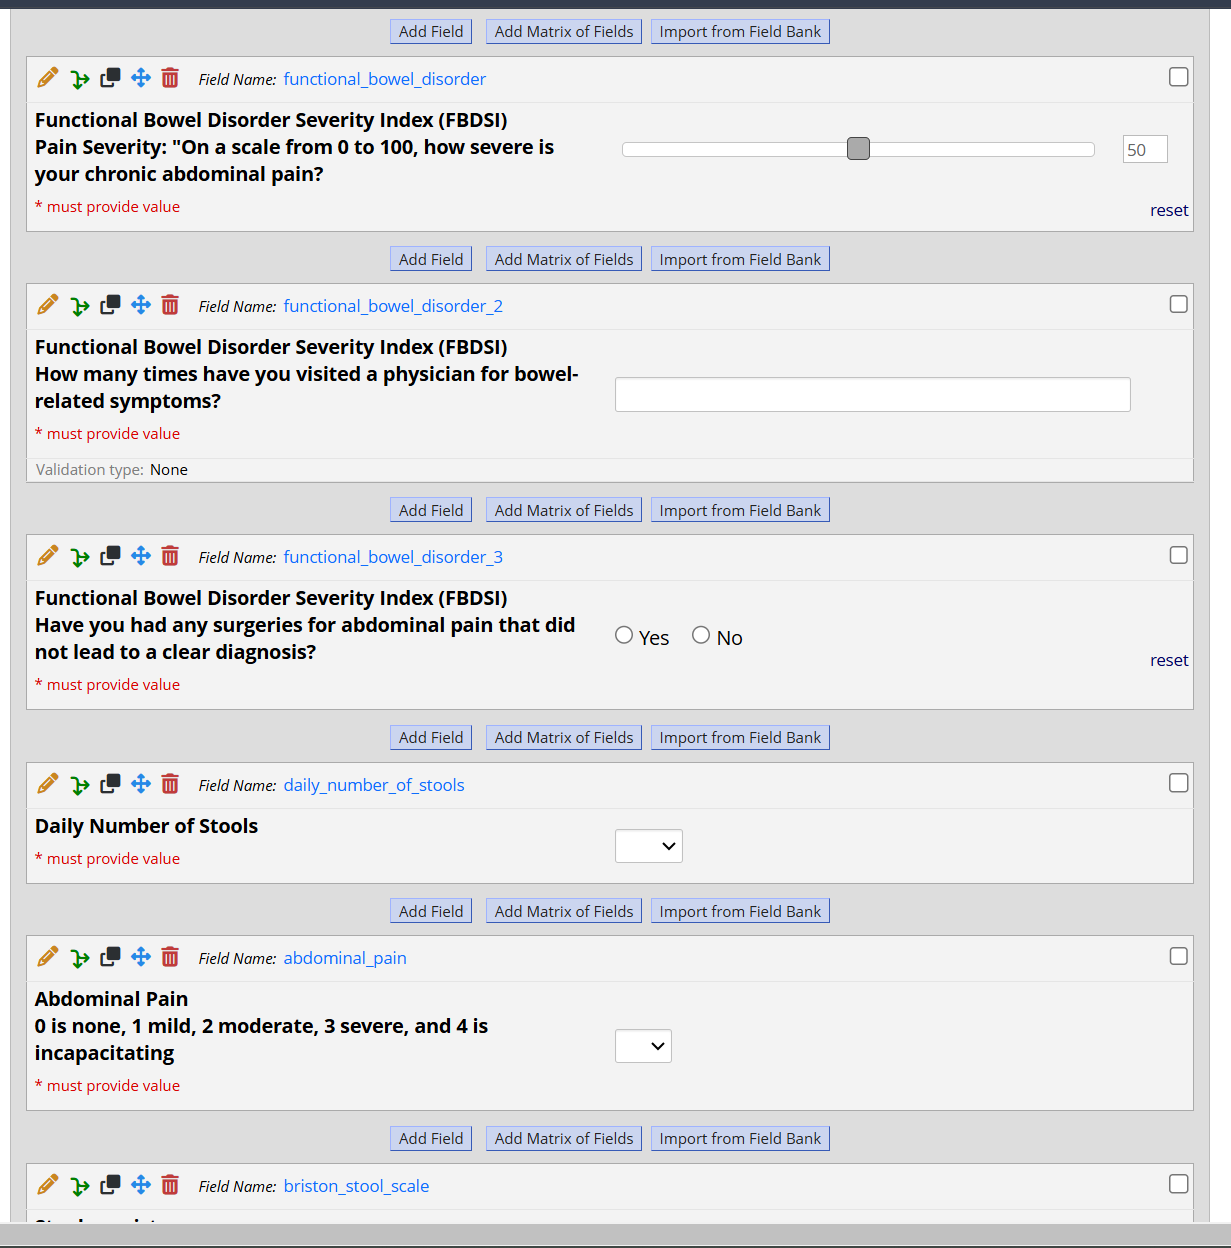 Add Field Add Matrix of Fields Import from Field Bank
Field Name: functional_bowel_disorder
Functional Bowel Disorder Severity Index (FBDSI)
Pain Severity: "On a scale from 0 to 100, how severe is
your chronic abdominal pain?
50
* must provide value
reset
Add Field Add Matrix of Fields Import from Field Bank
Field Name: functional_bowel_disorder_2
Functional Bowel Disorder Severity Index (FBDSI)
How many times have you visited a physician for bowel-
related symptoms?
* must provide value
Validation type: None
Add Field Add Matrix of Fields Import from Field Bank
Field Name: functional_bowel_disorder_3
Functional Bowel Disorder Severity Index (FBDSI)
Have you had any surgeries for abdominal pain that did
not lead to a clear diagnosis?
Yes No
reset
* must provide value
Add Field Add Matrix of Fields Import from Field Bank
Field Name: daily_number_of_stools
Daily Number of Stools
* must provide value
Add Field Add Matrix of Fields Import from Field Bank
Field Name: abdominal_pain
Abdominal Pain
0 is none, 1 mild, 2 moderate, 3 severe, and 4 is
incapacitating
* must provide value
Add Field Add Matrix of Fields Import from Field Bank
Field Name: briston_stool_scale